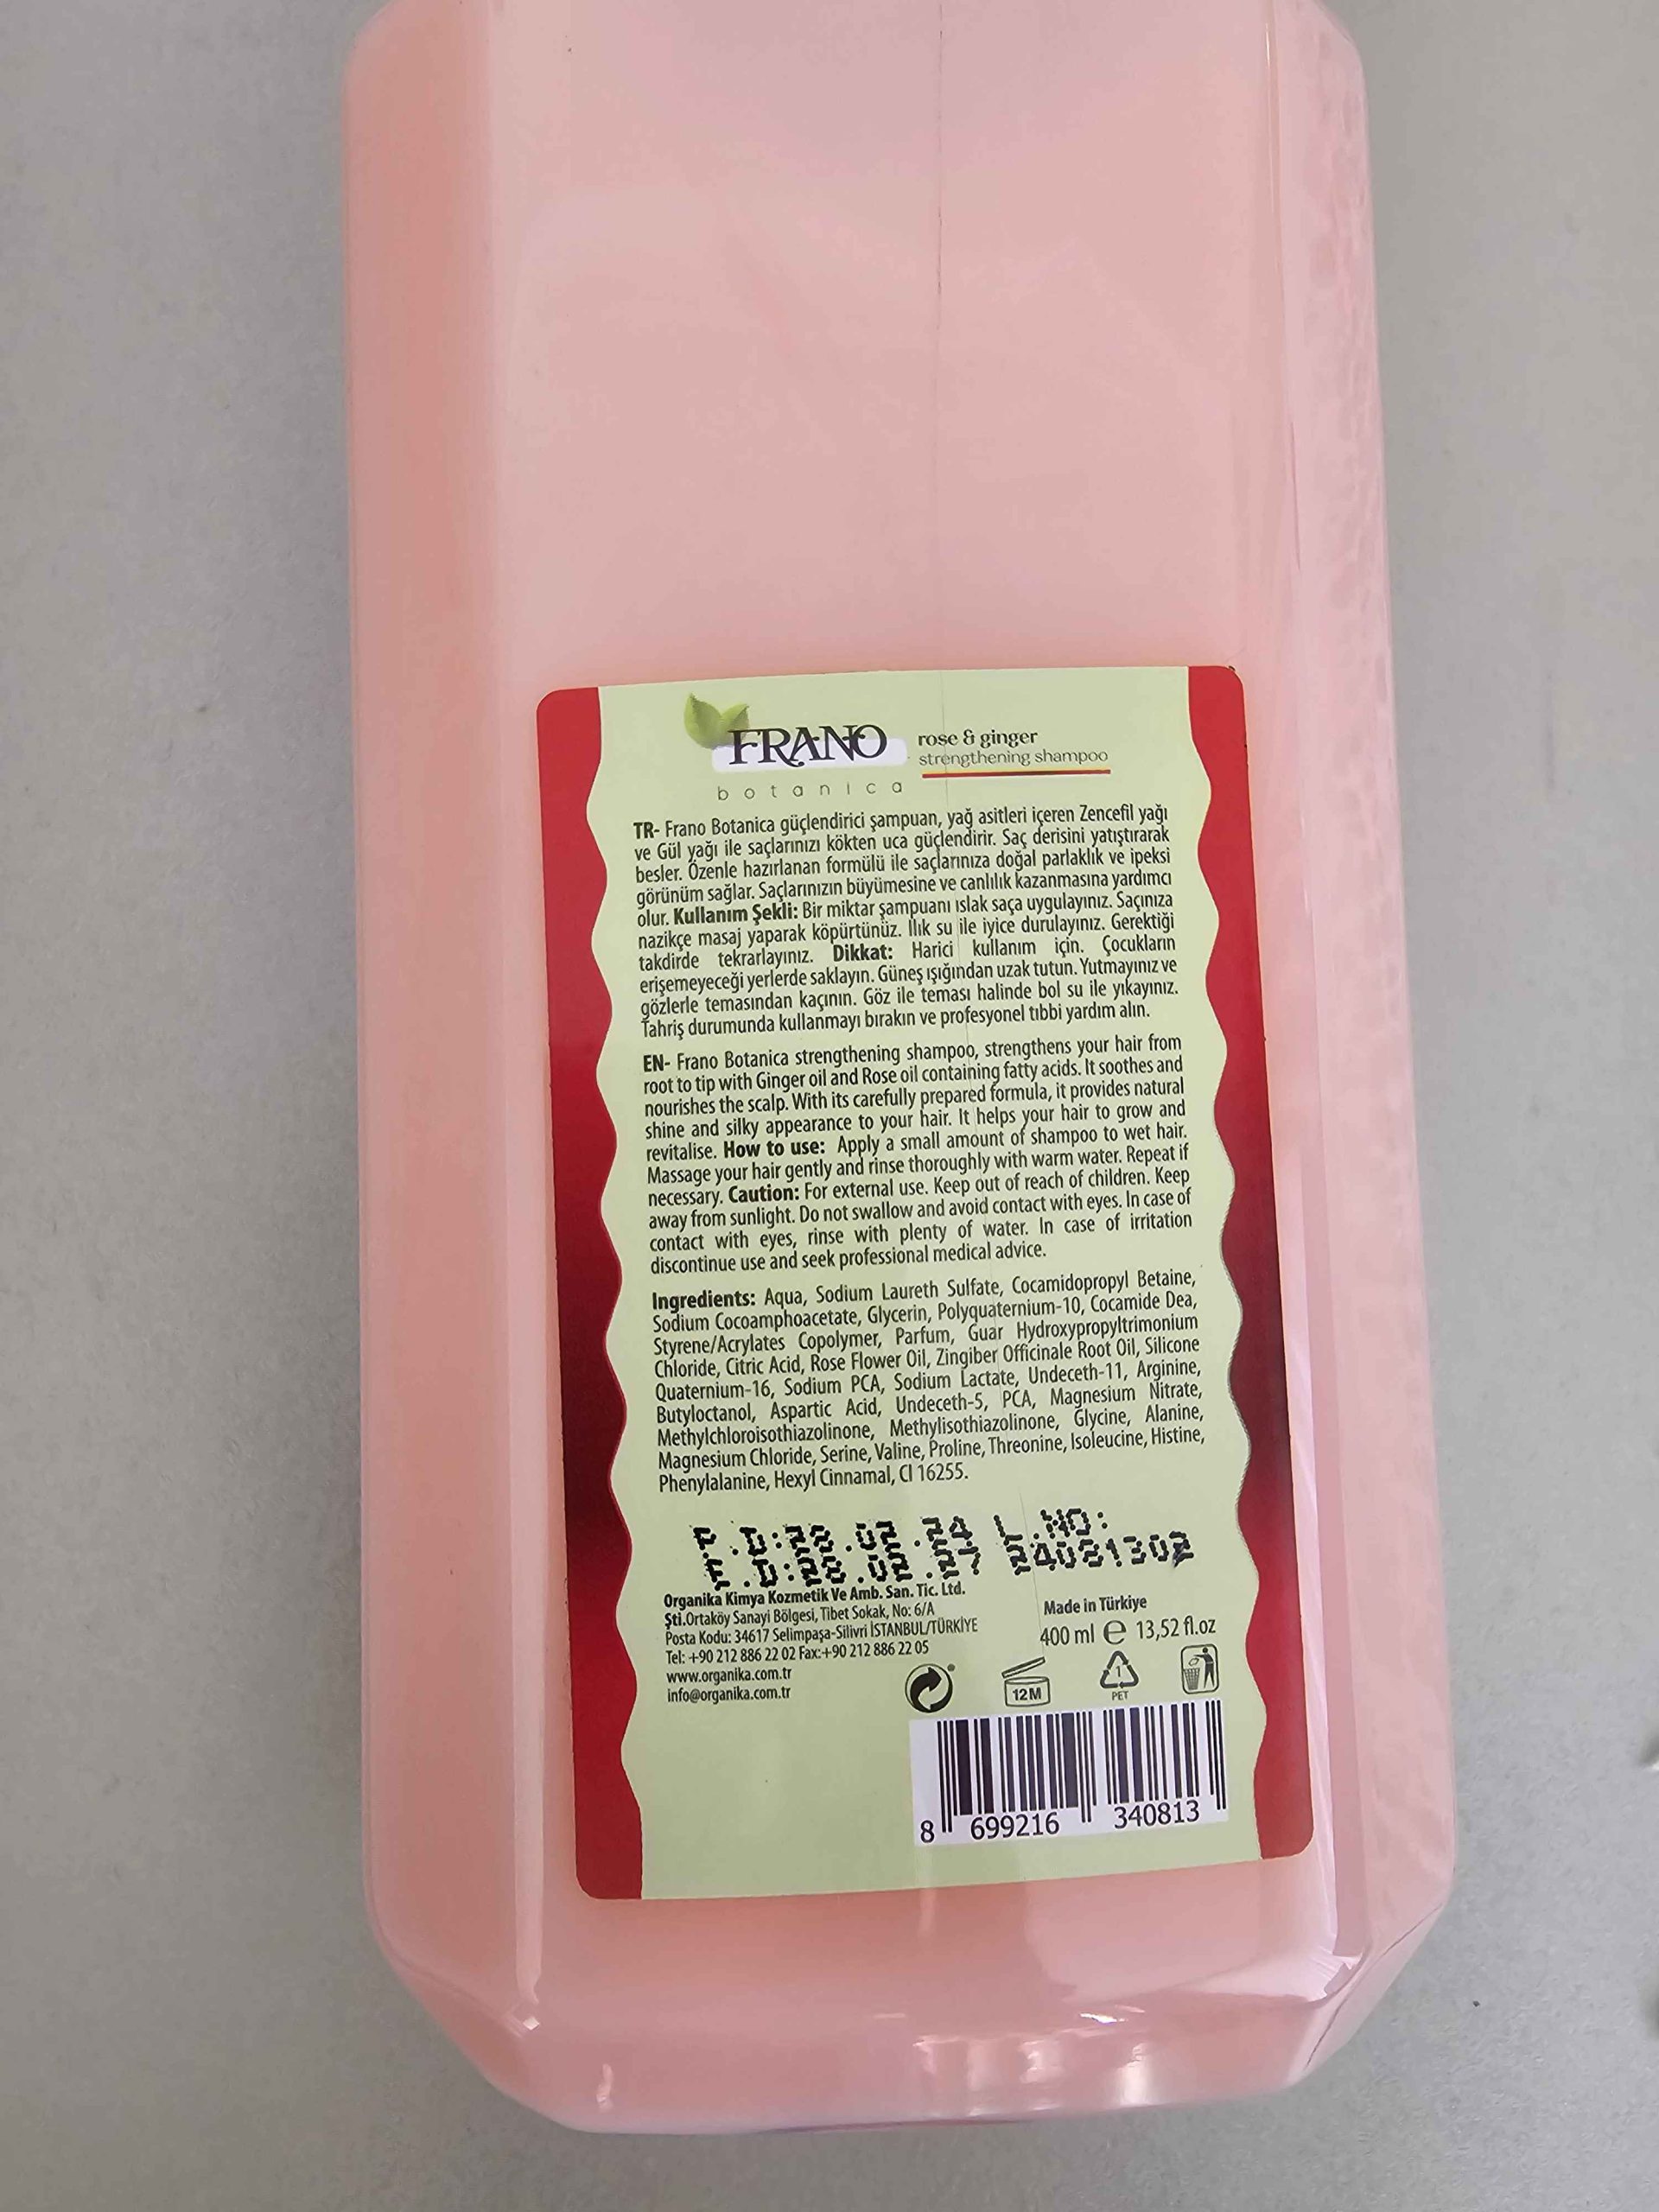 FRANO
botanica
rose & ginger
strengthening shampoo
TR- Frano Botanica güçlendirici şampuan, yağ asitleri içeren Zencefil yağı
ve Gül yağı ile saçlarınızı kökten uca güçlendirir. Saç derisini yatıştırarak
besler. Özenle hazırlanan formülü ile saçlarınıza doğal parlaklık ve ipeksi
görünüm sağlar. Saçlarınızın büyümesine ve canlılık kazanmasına yardımcı
olur. Kullanım Şekli: Bir miktar şampuanı ıslak saça uygulayınız. Saçınıza
nazikçe masaj yaparak köpürtünüz. Ilık su ile iyice durulayınız. Gerektiği
takdirde tekrarlayınız. Dikkat: Harici kullanım için. Çocukların
erişemeyeceği yerlerde saklayın. Güneş ışığından uzak tutun. Yutmayınız ve
gözlerle temasından kaçının. Göz ile teması halinde bol su ile yıkayınız.
Tahriş durumunda kullanmayı bırakın ve profesyonel tıbbi yardım alın.
EN- Frano Botanica strengthening shampoo, strengthens your hair from
root to tip with Ginger oil and Rose oil containing fatty acids. It soothes and
nourishes the scalp. With its carefully prepared formula, it provides natural
shine and silky appearance to your hair. It helps your hair to grow and
revitalise. How to use: Apply a small amount of shampoo to wet hair.
Massage your hair gently and rinse thoroughly with warm water. Repeat if
necessary. Caution: For external use. Keep out of reach of children. Keep
away from sunlight. Do not swallow and avoid contact with eyes. In case of
contact with eyes, rinse with plenty of water. In case of irritation
discontinue use and seek professional medical advice.
Ingredients: Aqua, Sodium Laureth Sulfate, Cocamidopropyl Betaine,
Sodium Cocoamphoacetate, Glycerin, Polyquaternium-10, Cocamide Dea,
Styrene/Acrylates Copolymer, Parfum, Guar Hydroxypropyltrimonium
Chloride, Citric Acid, Rose Flower Oil, Zingiber Officinale Root Oil, Silicone
Quaternium-16, Sodium PCA, Sodium Lactate, Undeceth-11, Arginine,
Butyloctanol, Aspartic Acid, Undeceth-5, PCA, Magnesium Nitrate,
Methylchloroisothiazolinone, Methylisothiazolinone, Glycine, Alanine,
Magnesium Chloride, Serine, Valine, Proline, Threonine, Isoleucine, Histine,
Phenylalanine, Hexyl Cinnamal, CI 16255.
P.D:28.02.24 L.NO:
E.D:28.02.27 24081302
Organika Kimya Kozmetik Ve Amb. San. Tic. Ltd.
Şti.Ortaköy Sanayi Bölgesi, Tibet Sokak, No: 6/A
Posta Kodu: 34617 Selimpaşa-Silivri İSTANBUL/TÜRKİYE
Tel: +90 212 886 22 02 Fax:+90 212 886 22 05
www.organika.com.tr
info@organika.com.tr
Made in Türkiye
400 ml e 13,52 fl.oz
12M
1
PET
8 699216 340813